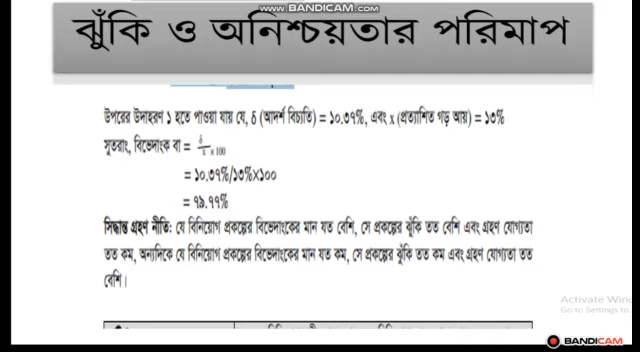 www.BANDICAM.com
ঝুঁকি ও অনিশ্চয়তার পরিমাপ
উপরের উদাহরণ ১ হতে পাওয়া যায় যে, δ (আদর্শ বিচ্যুতি) = ১০.৩৭%, এবং x (প্রত্যাশিত গড় আয়) = ১৩%
সুতরাং, বিভেদাংক বা = δ/x ×100
= ১০.৩৭%/১৩%×১০০
= ৭৯.৭৭%
সিদ্ধান্ত গ্রহণ নীতি: যে বিনিয়োগ প্রকল্পের বিভেদাংকের মান যত বেশি, সে প্রকল্পের ঝুঁকি তত বেশি এবং গ্রহণ যোগ্যতা
তত কম, অন্যদিকে যে বিনিয়োগ প্রকল্পের বিভেদাংকের মান যত কম, সে প্রকল্পের ঝুঁকি তত কম এবং গ্রহণ যোগ্যতা তত
বেশি।
Activate Win
Go to Settings to
BANDICAM